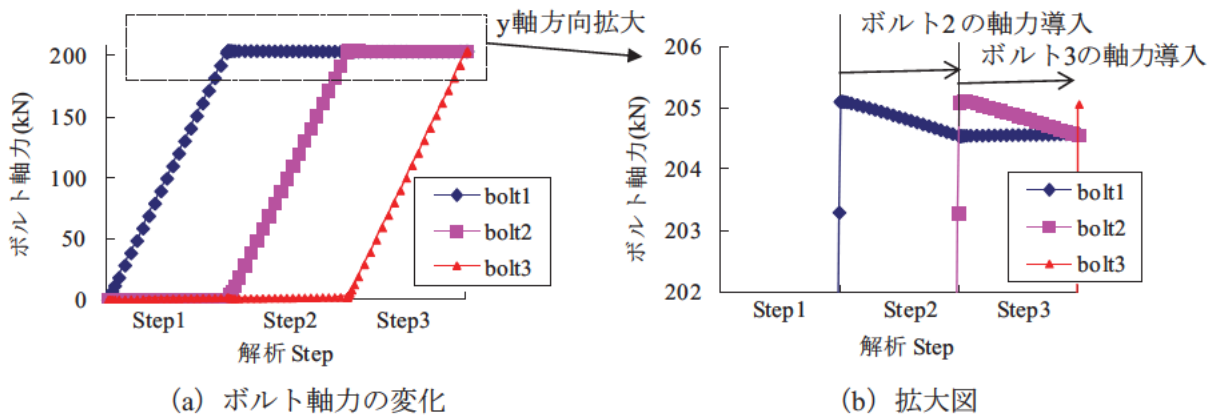 y軸方向拡大
ボルト軸力(kN)
200
150
100
50
0
bolt1
bolt2
bolt3
Step1 Step2 Step3
解析 Step
(a) ボルト軸力の変化
ボルト2の軸力導入
ボルト3の軸力導入
ボルト軸力(kN)
206
205
204
203
202
bolt1
bolt2
bolt3
Step1 Step2 Step3
解析 Step
(b) 拡大図